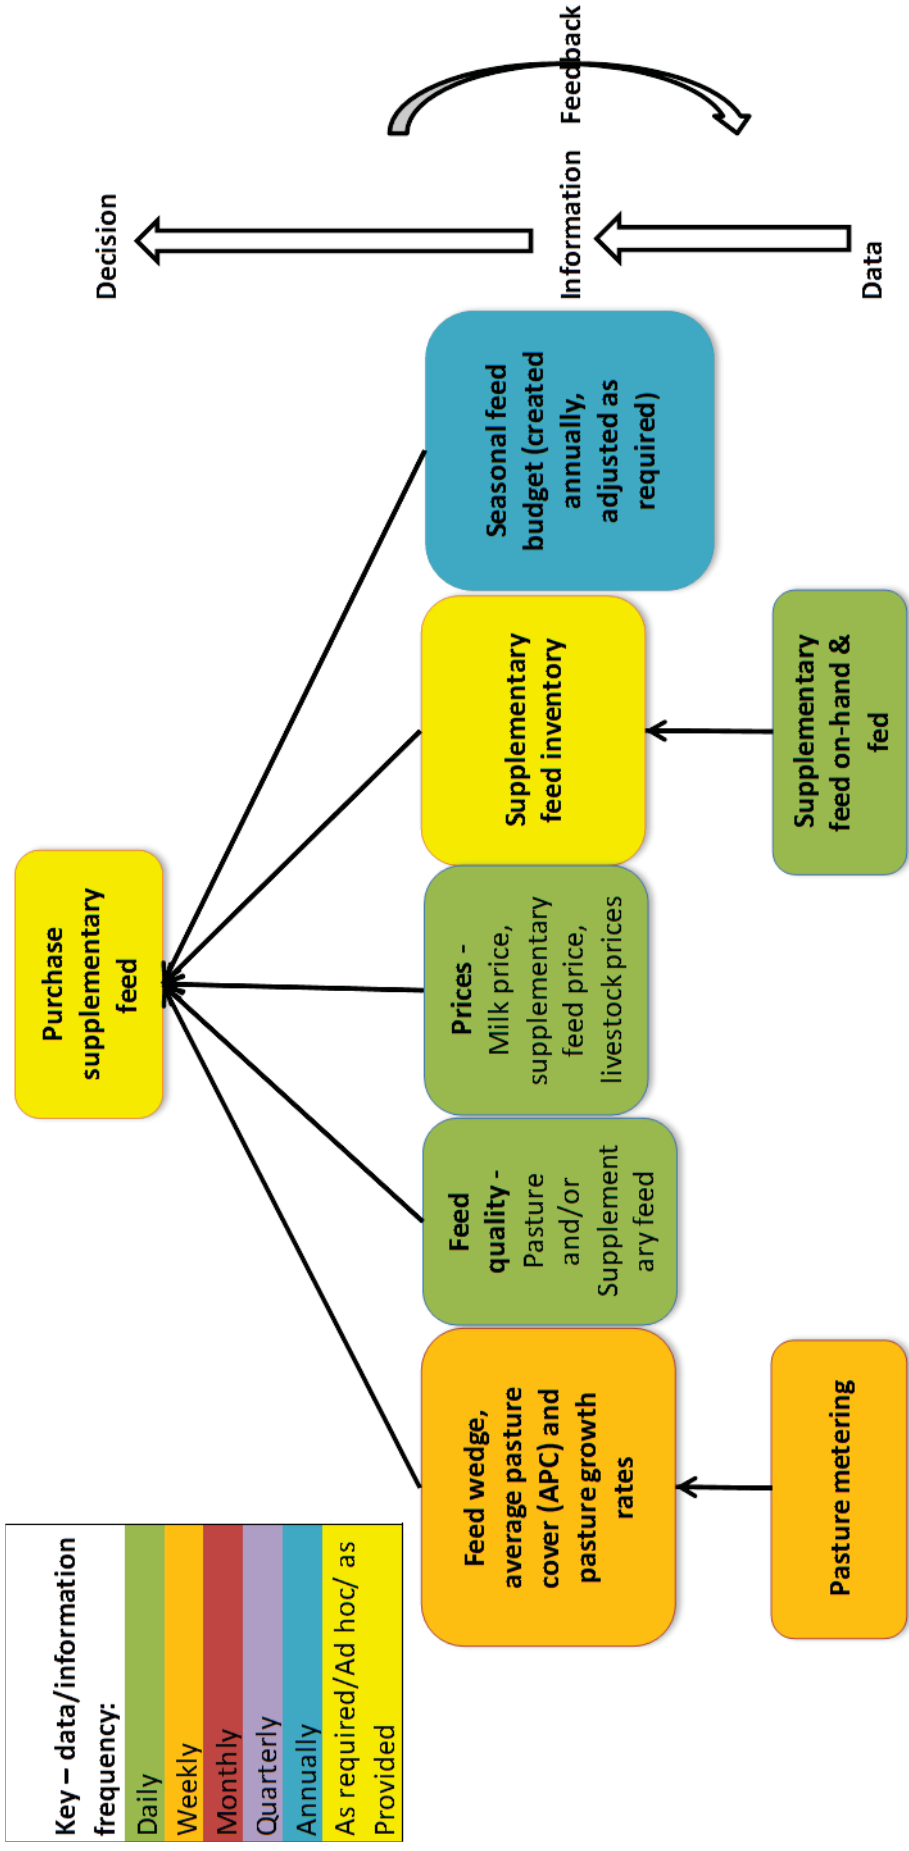 Key – data/information
frequency:
Daily
Weekly
Monthly
Quarterly
Annually
As required/Ad hoc/ as
Provided
Purchase
supplementary
feed
Decision
Feed wedge,
average pasture
cover (APC) and
pasture growth
rates
Feed
quality -
Pasture
and/or
Supplement
ary feed
Prices -
Milk price,
supplementary
feed price,
livestock prices
Supplementary
feed inventory
Seasonal feed
budget (created
annually,
adjusted as
required)
Information
Feedback
Pasture metering
Supplementary
feed on-hand &
fed
Data